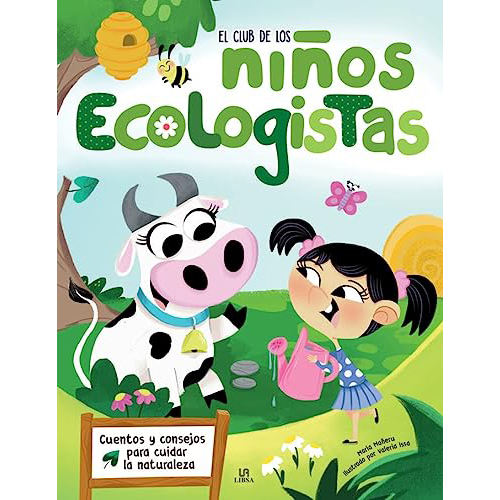 EL CLUB DE LOS
niños
EcoLogisTas
Cuentos y consejos
para cuidar
la naturaleza
María Mañeru
Ilustrado por Valeria Issa
LIBSA